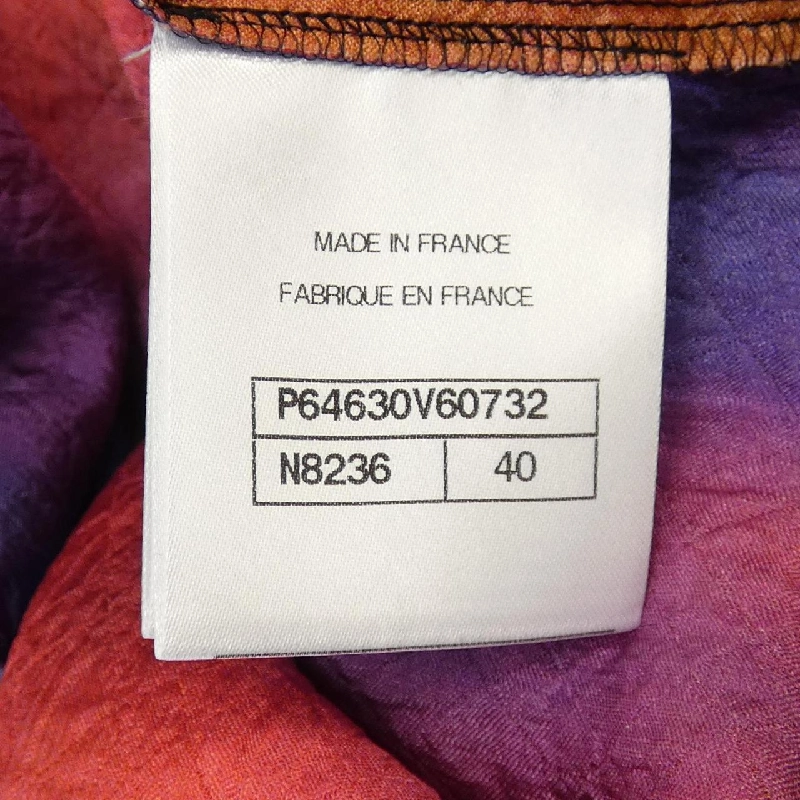 MADE IN FRANCE
FABRIQUE EN FRANCE
P64630V60732
N8236 40